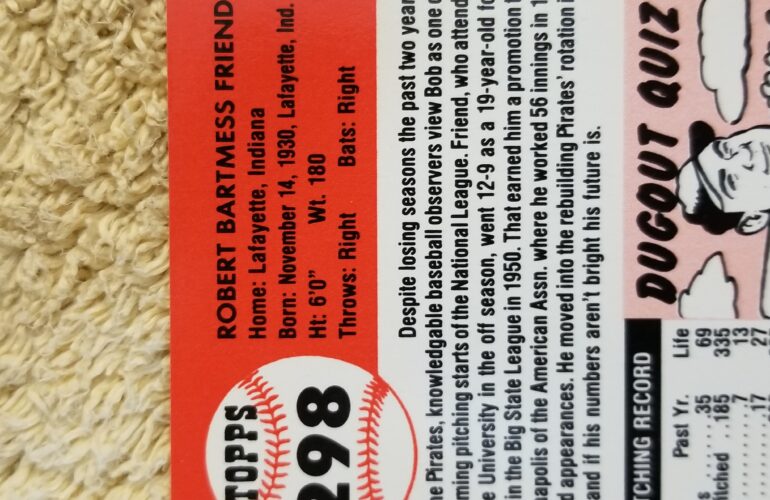 ROBERT BARTMESS FRIEND
Home: Lafayette, Indiana
Born: November 14, 1930, Lafayette, Ind.
Ht: 6'0" Wt. 180
Throws: Right Bats: Right
TOPPS
298
Despite losing seasons the past two
Pirates, knowledgable baseball observers view Bob as one
pitching starts of the National League. Friend, who
University in the off season, went 12-9 as a 19-year-old
in the Big State League in 1950. That earned him a promotion
of the American Assn. where he worked 56 innings in
appearances. He moved into the rebuilding Pirates' rotation
and if his numbers aren't bright his future is.
DUGOUT QUIZ
RECORD
Past Yr. Life
35 69
185 335
7 13
17 27